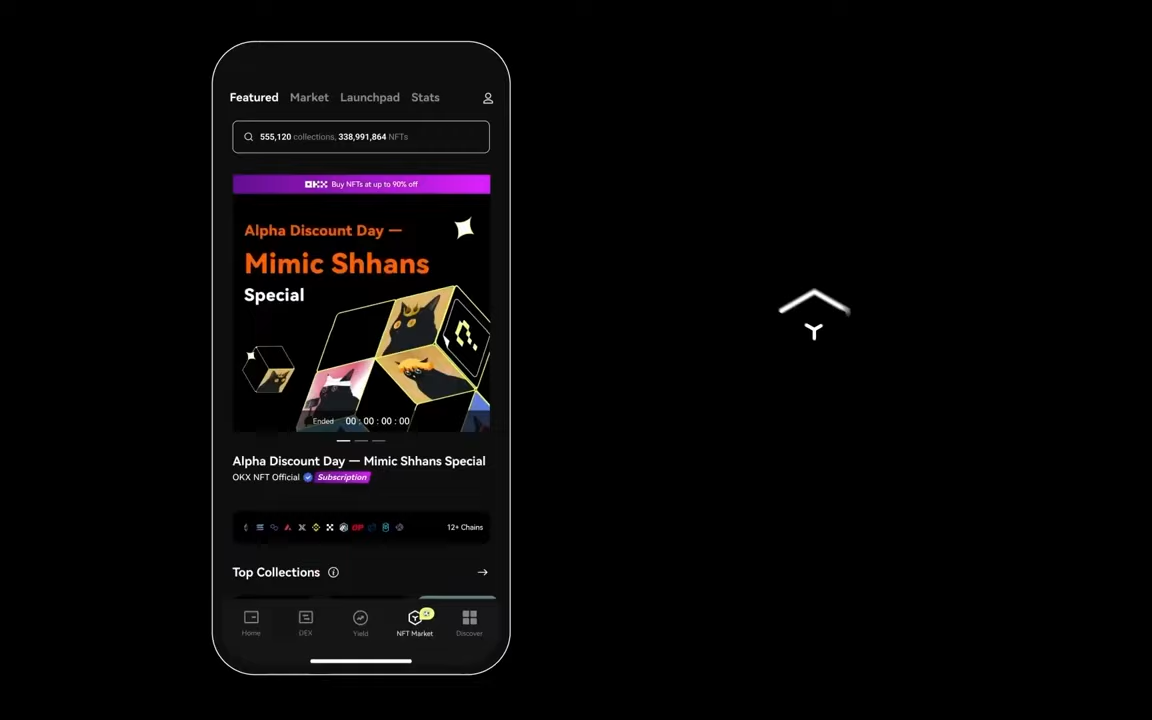 Featured Market Launchpad Stats
555,120 collections, 338,991,864 NFTs
OKX Buy NFTs at up to 90% off
Alpha Discount Day —
Mimic Shhans
Special
Ended 00 : 00 : 00 : 00
Alpha Discount Day — Mimic Shhans Special
OKX NFT Official Subscription
OP 12+ Chains
Top Collections
Home DEX Yield NFT Market Discover